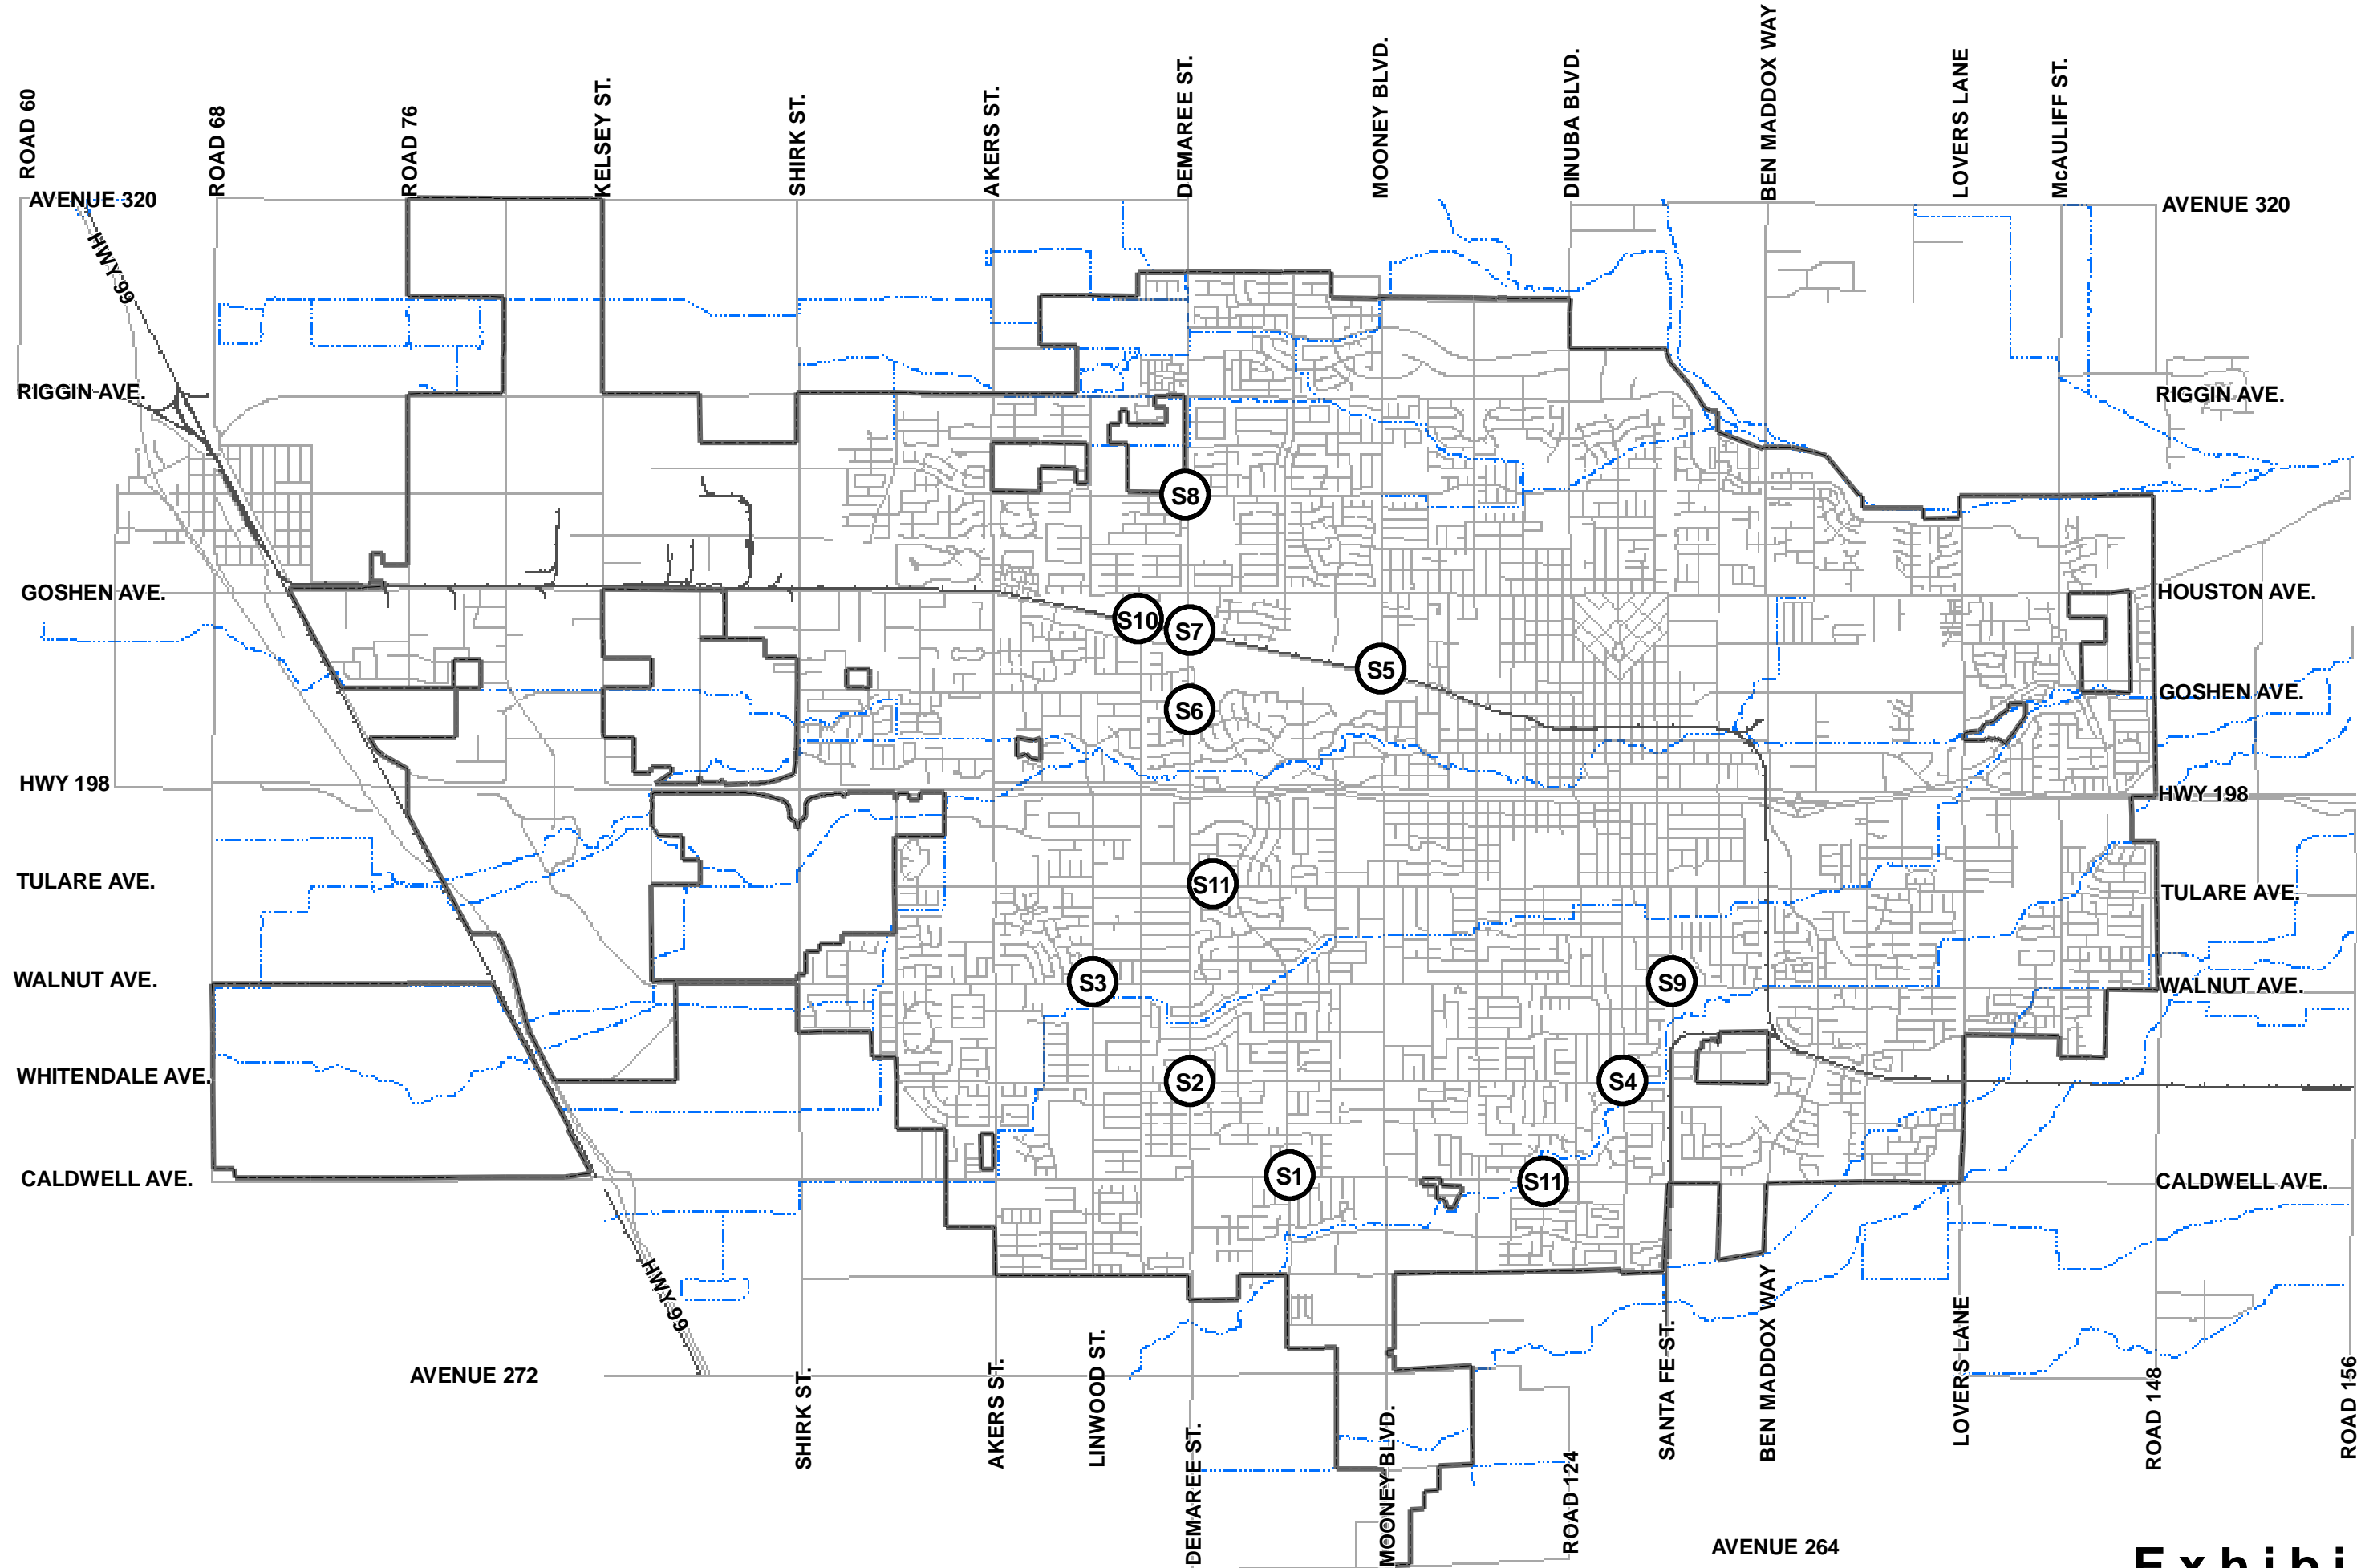 ROAD 60
ROAD 68
ROAD 76
KELSEY ST.
SHIRK ST.
AKERS ST.
DEMAREE ST.
MOONEY BLVD.
DINUBA BLVD.
BEN MADDOX WAY
LOVERS LANE
McAULIFF ST.
AVENUE 320
AVENUE 320
HWY 99
RIGGIN AVE.
RIGGIN AVE.
S8
GOSHEN AVE.
HOUSTON AVE.
S10
S7
S5
GOSHEN AVE.
S6
HWY 198
HWY 198
TULARE AVE.
S11
TULARE AVE.
WALNUT AVE.
S3
S9
WALNUT AVE.
WHITENDALE AVE.
S2
S4
CALDWELL AVE.
S1
S11
CALDWELL AVE.
HWY 99
AVENUE 272
SHIRK ST.
AKERS ST.
LINWOOD ST.
DEMAREE ST.
MOONEY BLVD.
ROAD 124
SANTA FE ST.
BEN MADDOX WAY
LOVERS LANE
ROAD 148
ROAD 156
AVENUE 264
Exhibi